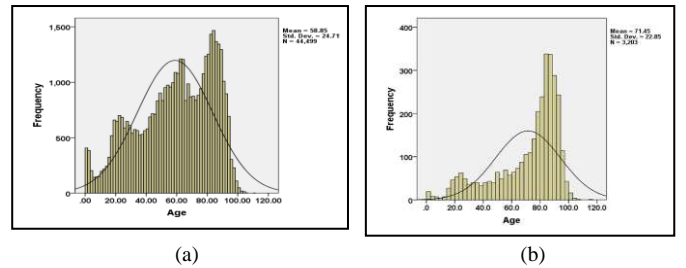 Mean = 58.85
Std. Dev. = 24.71
N = 44,499
1,500
1,000
500
0
Frequency
.00 20.00 40.00 60.00 80.00 100.00 120.00
Age
(a)
Mean = 71.45
Std. Dev. = 22.85
N = 3,203
400
300
200
100
0
Frequency
.0 20.0 40.0 60.0 80.0 100.0 120.0
Age
(b)